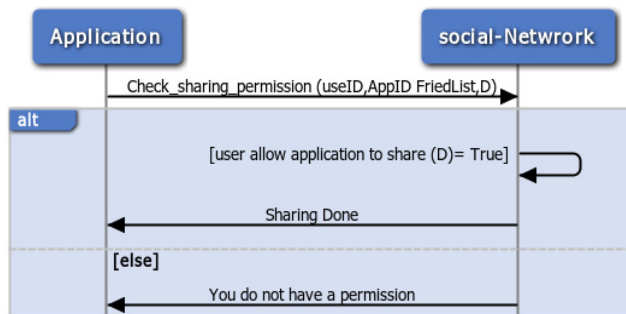 Application
social-Netwrork
Check_sharing_permission (useID,AppID FriedList,D)
alt
[user allow application to share (D)= True]
Sharing Done
[else]
You do not have a permission